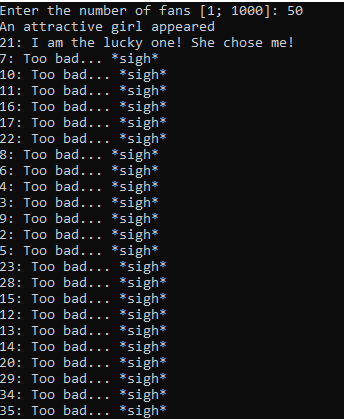 Enter the number of fans [1; 1000]: 50
An attractive girl appeared
21: I am the lucky one! She chose me!
7: Too bad... *sigh*
10: Too bad... *sigh*
11: Too bad... *sigh*
16: Too bad... *sigh*
17: Too bad... *sigh*
22: Too bad... *sigh*
8: Too bad... *sigh*
6: Too bad... *sigh*
4: Too bad... *sigh*
3: Too bad... *sigh*
9: Too bad... *sigh*
2: Too bad... *sigh*
5: Too bad... *sigh*
23: Too bad... *sigh*
28: Too bad... *sigh*
15: Too bad... *sigh*
12: Too bad... *sigh*
13: Too bad... *sigh*
14: Too bad... *sigh*
20: Too bad... *sigh*
29: Too bad... *sigh*
34: Too bad... *sigh*
35: Too bad... *sigh*